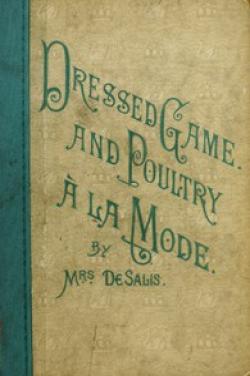 DRESSED GAME.
AND POULTRY
À LA MODE.
BY
MRS DE SALIS.